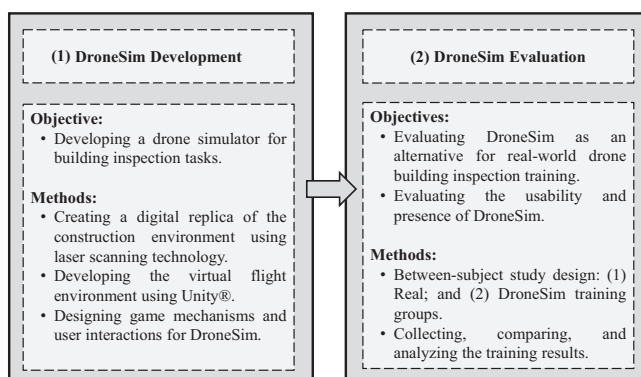 (1) DroneSim Development
Objective:
• Developing a drone simulator for
building inspection tasks.
Methods:
• Creating a digital replica of the
construction environment using
laser scanning technology.
• Developing the virtual flight
environment using Unity®.
• Designing game mechanisms and
user interactions for DroneSim.
(2) DroneSim Evaluation
Objectives:
• Evaluating DroneSim as an
alternative for real-world drone
building inspection training.
• Evaluating the usability and
presence of DroneSim.
Methods:
• Between-subject study design: (1)
Real; and (2) DroneSim training
groups.
• Collecting, comparing, and
analyzing the training results.